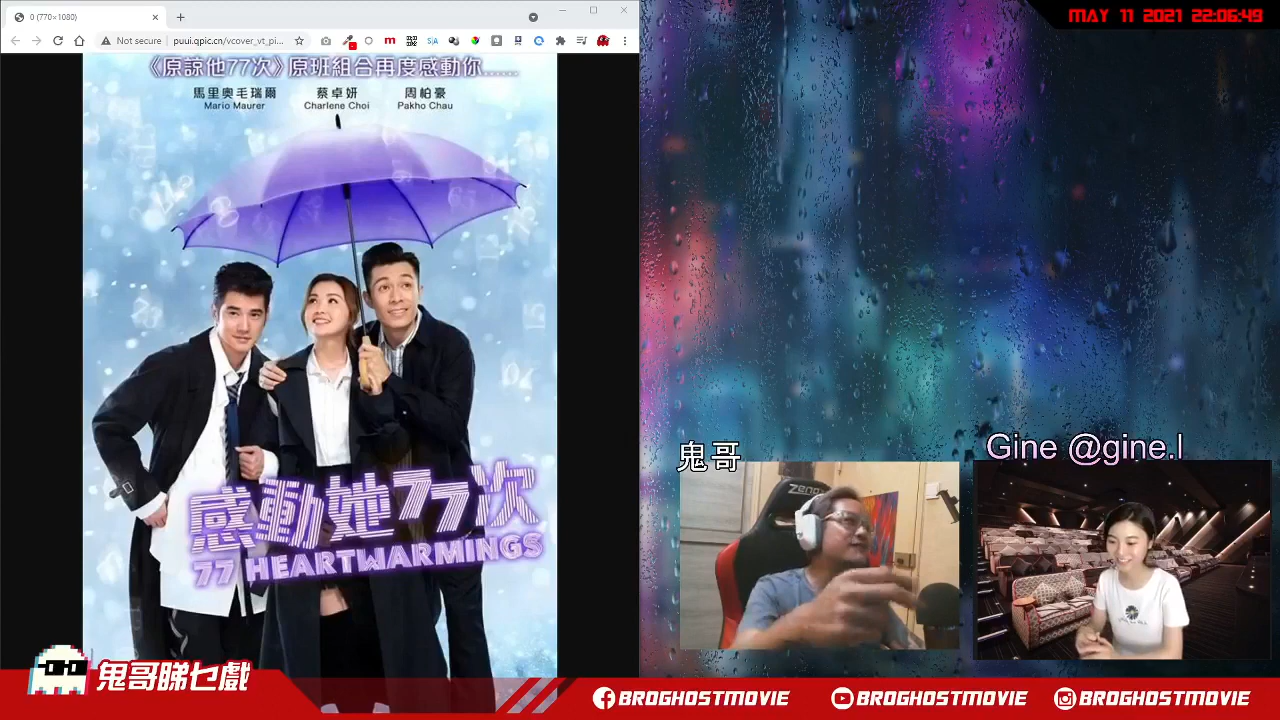 0 (770×1080)
MAY 11 2021 22:06:49
Not secure
puui.qpic.cn/vcover_vt_pi...
《原諒他77次》原班組合再度感動你......
馬里奧毛瑞爾 蔡卓妍 周柏豪
Mario Maurer Charlene Choi Pakho Chau
感動她77次
77 HEARTWARMINGS
鬼哥
Gine @gine.l
鬼哥睇乜戲
BROGHOSTMOVIE
BROGHOSTMOVIE
BROGHOSTMOVIE